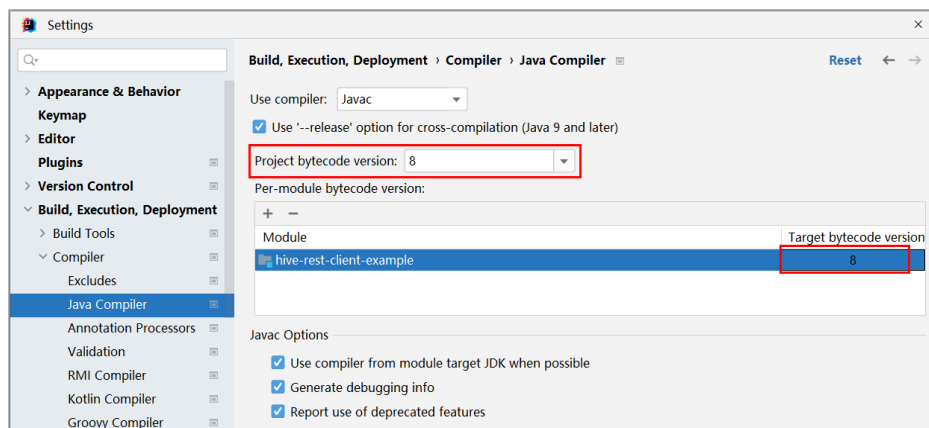 Settings
Build, Execution, Deployment › Compiler › Java Compiler
Reset
Appearance & Behavior
Keymap
Editor
Plugins
Version Control
Build, Execution, Deployment
Build Tools
Compiler
Excludes
Java Compiler
Annotation Processors
Validation
RMI Compiler
Kotlin Compiler
Groovy Compiler
Use compiler: Javac
Use '--release' option for cross-compilation (Java 9 and later)
Project bytecode version: 8
Per-module bytecode version:
Module Target bytecode version
hive-rest-client-example 8
Javac Options
Use compiler from module target JDK when possible
Generate debugging info
Report use of deprecated features